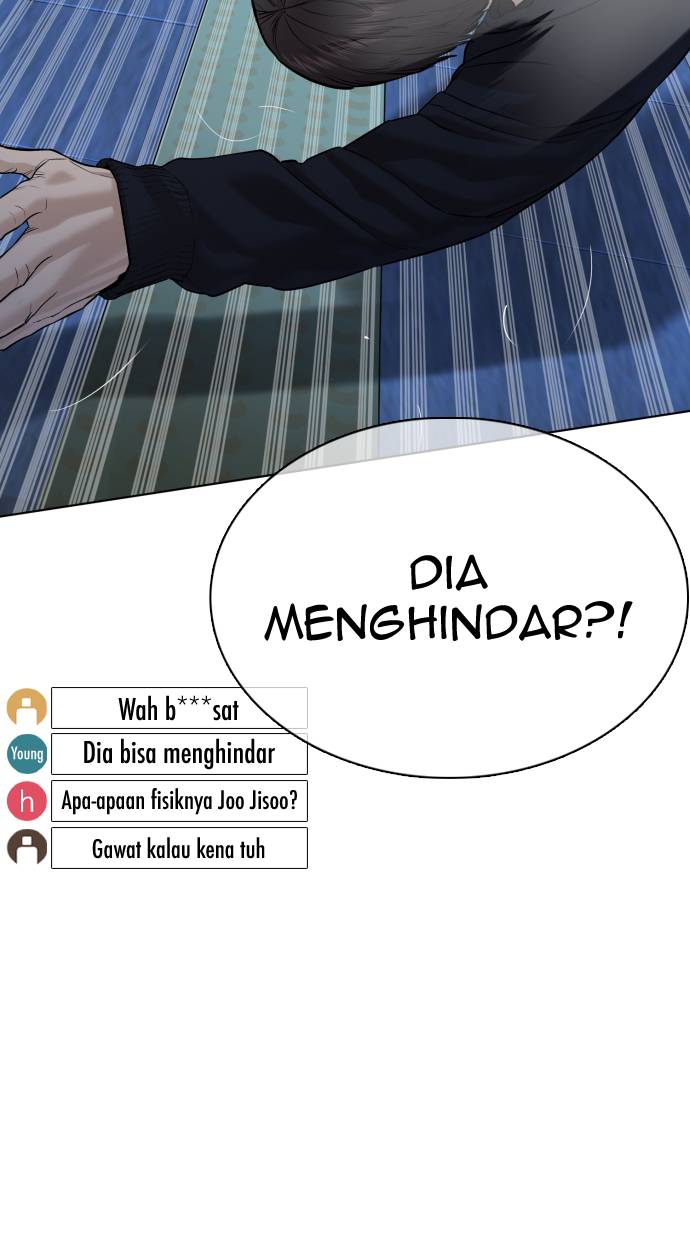 DIA
MENGHINDAR?!
Wah b***sat
Young
Dia bisa menghindar
h
Apa-apaan fisiknya Joo Jisoo?
Gawat kalau kena tuh